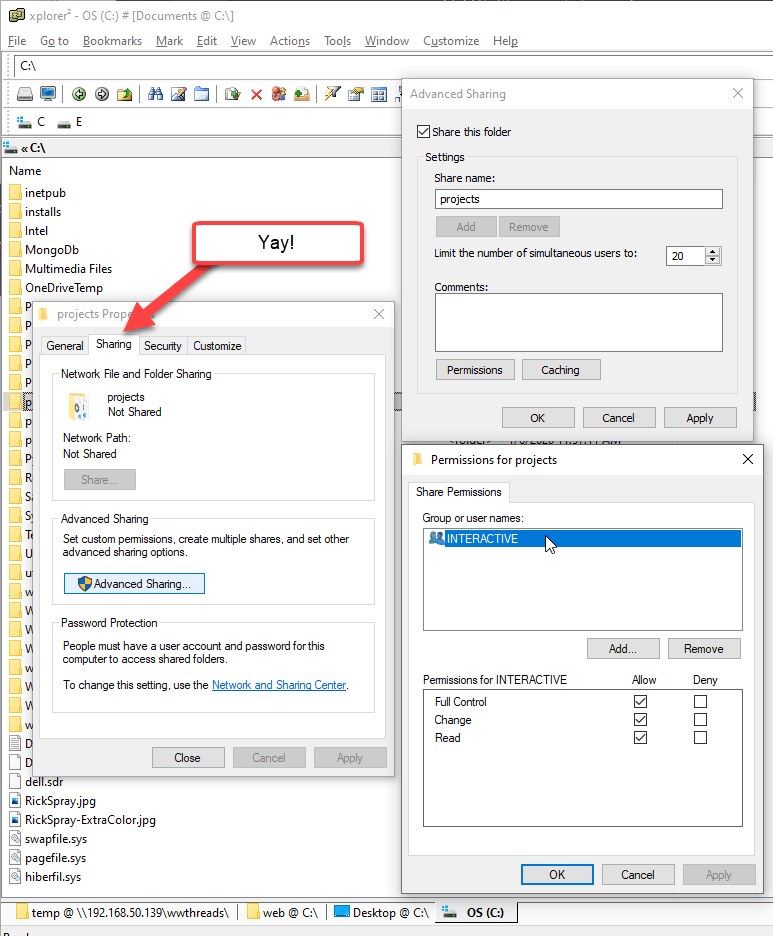 xplorer² - OS (C:) # [Documents @ C:\]
File Go to Bookmarks Mark Edit View Actions Tools Window Customize Help
C:\
C E
« C:\
Name
inetpub
installs
Intel
MongoDb
Multimedia Files
OneDriveTemp
dell.sdr
RickSpray.jpg
RickSpray-ExtraColor.jpg
swapfile.sys
pagefile.sys
hiberfil.sys
Yay!
projects Prope
General Sharing Security Customize
Network File and Folder Sharing
projects
Not Shared
Network Path:
Not Shared
Share...
Advanced Sharing
Set custom permissions, create multiple shares, and set other
advanced sharing options.
Advanced Sharing...
Password Protection
People must have a user account and password for this
computer to access shared folders.
To change this setting, use the Network and Sharing Center.
Close Cancel Apply
Advanced Sharing
Share this folder
Settings
Share name:
projects
Add Remove
Limit the number of simultaneous users to: 20
Comments:
Permissions Caching
OK Cancel Apply
Permissions for projects
Share Permissions
Group or user names:
INTERACTIVE
Add... Remove
Permissions for INTERACTIVE Allow Deny
Full Control
Change
Read
OK Cancel Apply
temp @ \\192.168.50.139\wwthreads\ web @ C:\ Desktop @ C:\ OS (C:)